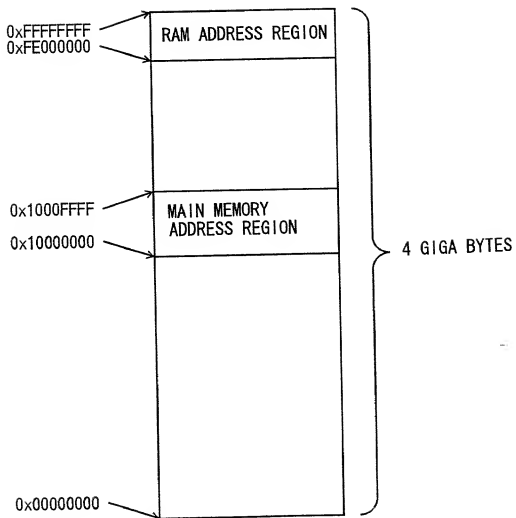 0xFFFFFFFF
0xFE000000
RAM ADDRESS REGION
0x1000FFFF
0x10000000
MAIN MEMORY
ADDRESS REGION
4 GIGA BYTES
0x00000000